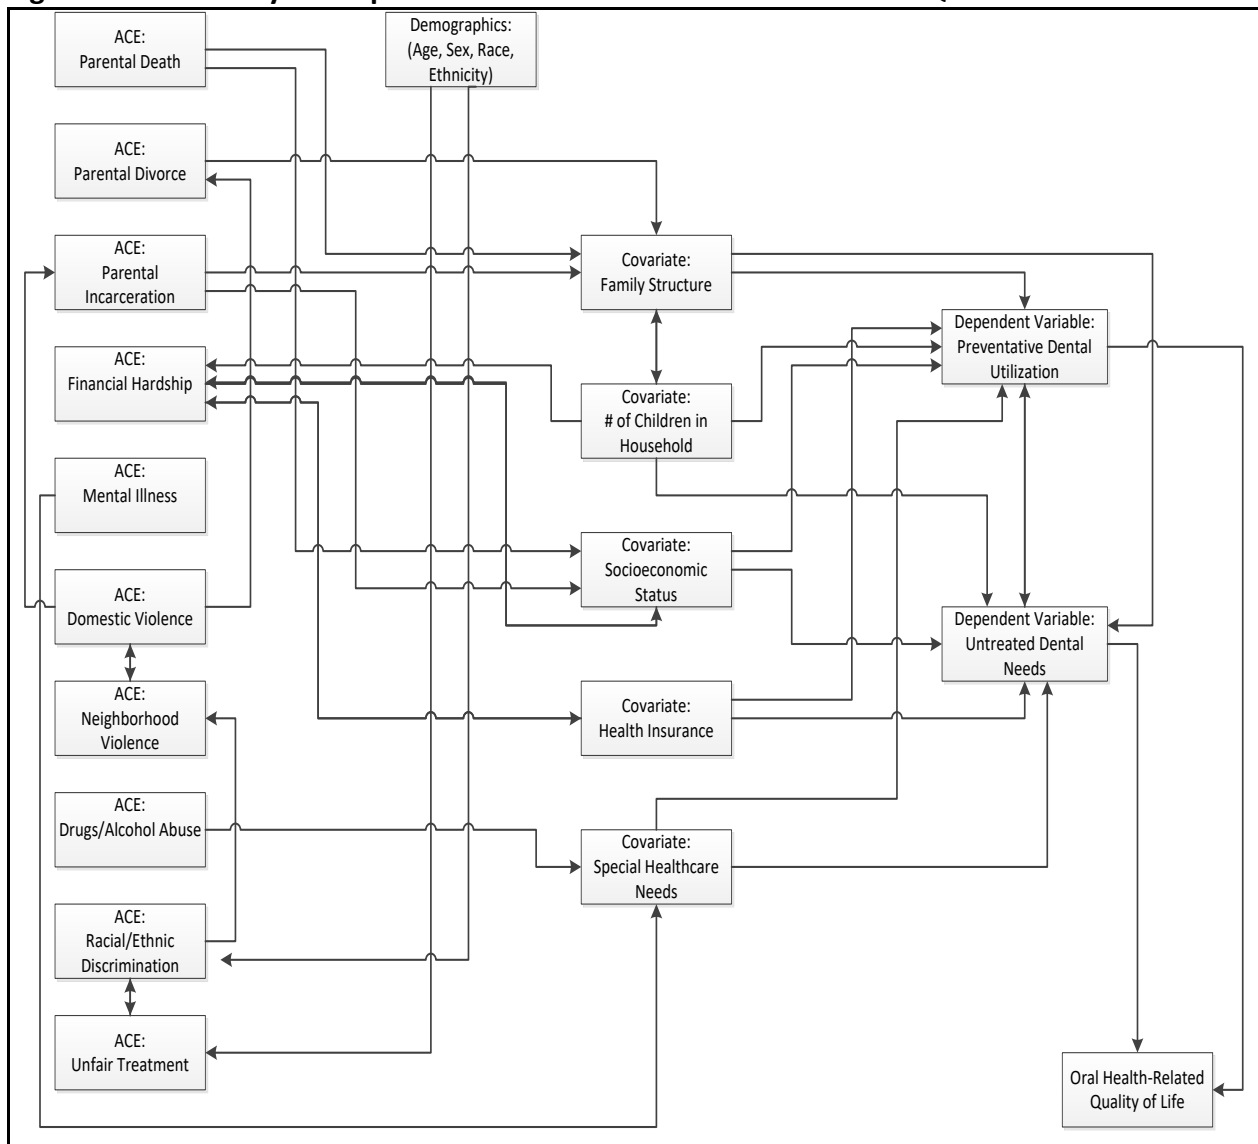 ACE:
Parental Death
Demographics:
(Age, Sex, Race,
Ethnicity)
ACE:
Parental Divorce
ACE:
Parental
Incarceration
Covariate:
Family Structure
Dependent Variable:
Preventative Dental
Utilization
ACE:
Financial Hardship
Covariate:
# of Children in
Household
ACE:
Mental Illness
Covariate:
Socioeconomic
Status
ACE:
Domestic Violence
Dependent Variable:
Untreated Dental
Needs
ACE:
Neighborhood
Violence
Covariate:
Health Insurance
ACE:
Drugs/Alcohol Abuse
Covariate:
Special Healthcare
Needs
ACE:
Racial/Ethnic
Discrimination
ACE:
Unfair Treatment
Oral Health-Related
Quality of Life